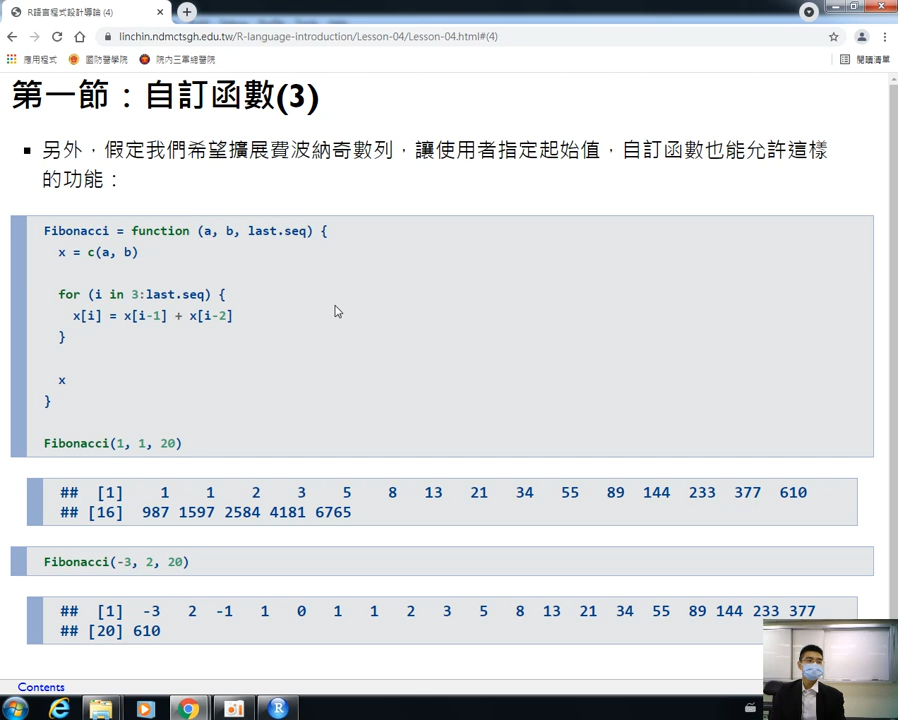 R語言程式設計導論 (4)
linchin.ndmctsgh.edu.tw/R-language-introduction/Lesson-04/Lesson-04.html#(4)
應用程式 國防醫學院 院內三軍總醫院 閱讀清單
第一節：自訂函數(3)
另外，假定我們希望擴展費波納奇數列，讓使用者指定起始值，自訂函數也能允許這樣
的功能：
Fibonacci = function (a, b, last.seq) {
x = c(a, b)
for (i in 3:last.seq) {
x[i] = x[i-1] + x[i-2]
}
x
}
Fibonacci(1, 1, 20)
## [1] 1 1 2 3 5 8 13 21 34 55 89 144 233 377 610
## [16] 987 1597 2584 4181 6765
Fibonacci(-3, 2, 20)
## [1] -3 2 -1 1 0 1 1 2 3 5 8 13 21 34 55 89 144 233 377
## [20] 610
Contents